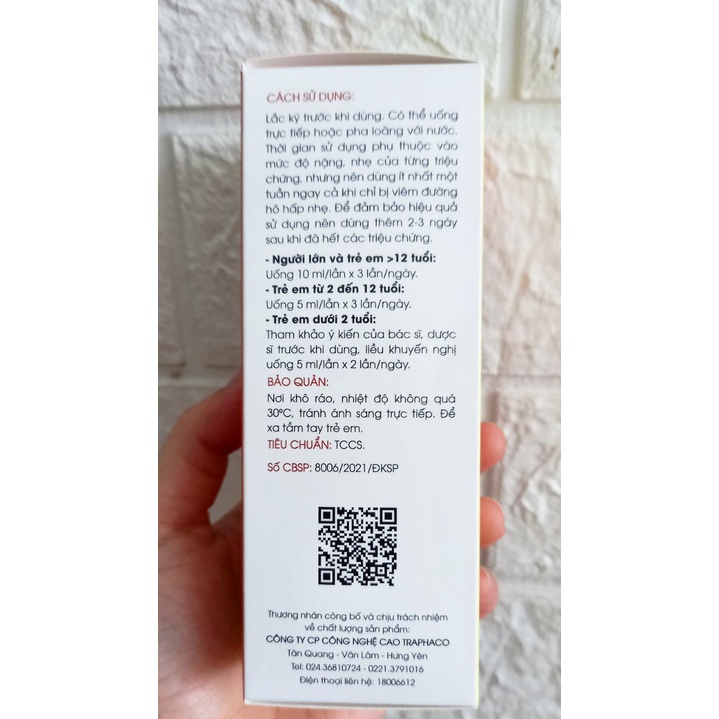 CÁCH SỬ DỤNG:
Lắc kỹ trước khi dùng. Có thể uống
trực tiếp hoặc pha loãng với nước.
Thời gian sử dụng phụ thuộc vào
mức độ nặng, nhẹ của từng triệu
chứng, nhưng nên dùng ít nhất một
tuần ngay cả khi chỉ bị viêm đường
hô hấp nhẹ. Để đảm bảo hiệu quả
sử dụng nên dùng thêm 2-3 ngày
sau khi đã hết các triệu chứng.
- Người lớn và trẻ em >12 tuổi:
Uống 10 ml/lần x 3 lần/ngày.
- Trẻ em từ 2 đến 12 tuổi:
Uống 5 ml/lần x 3 lần/ngày.
- Trẻ em dưới 2 tuổi:
Tham khảo ý kiến của bác sĩ, dược
sĩ trước khi dùng, liều khuyến nghị
uống 5 ml/lần x 2 lần/ngày.
BẢO QUẢN:
Nơi khô ráo, nhiệt độ không quá
30ºC, tránh ánh sáng trực tiếp. Để
xa tầm tay trẻ em.
TIÊU CHUẨN: TCCS.
Số CBSP: 8006/2021/ĐKSP
Thương nhân công bố và chịu trách nhiệm
về chất lượng sản phẩm:
CÔNG TY CP CÔNG NGHỆ CAO TRAPHACO
Tân Quang - Văn Lâm - Hưng Yên
Tel: 024.36810724 - 0221.3791016
Điện thoại liên hệ: 18006612